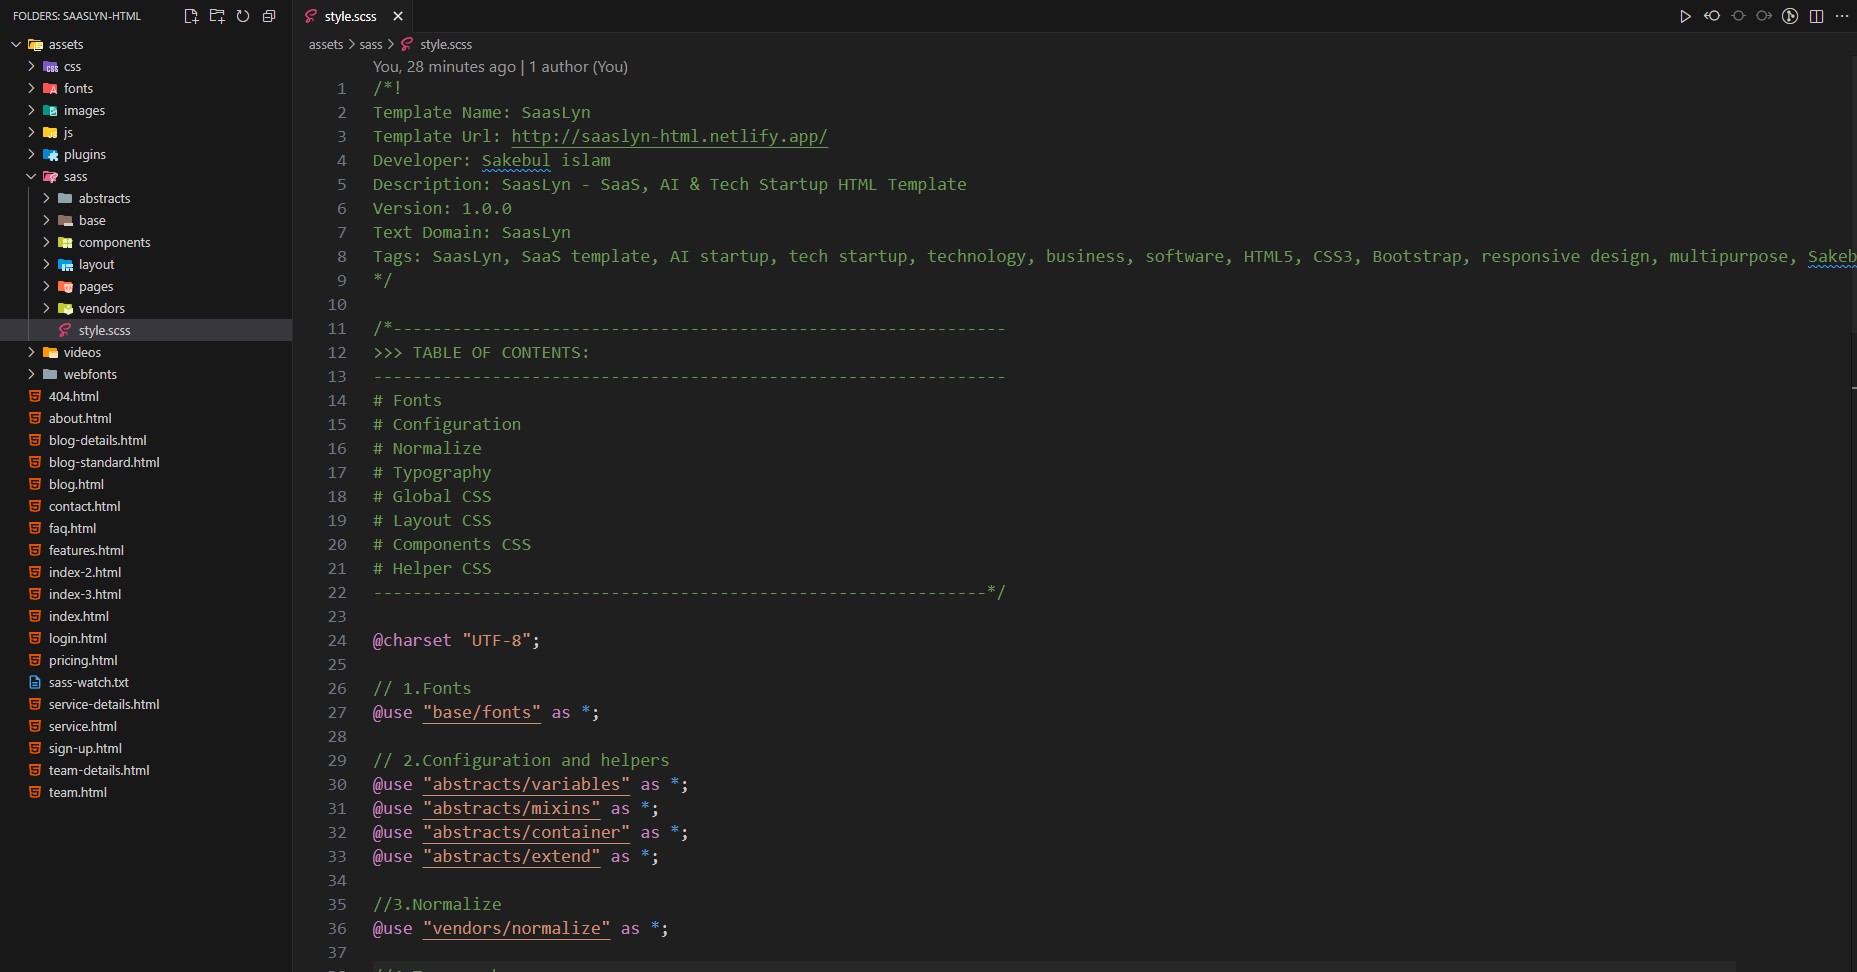 FOLDERS: SAASLYN-HTML
assets
css
fonts
images
js
plugins
sass
abstracts
base
components
layout
pages
vendors
style.scss
videos
webfonts
404.html
about.html
blog-details.html
blog-standard.html
blog.html
contact.html
faq.html
features.html
index-2.html
index-3.html
index.html
login.html
pricing.html
sass-watch.txt
service-details.html
service.html
sign-up.html
team-details.html
team.html
style.scss
assets > sass > style.scss
You, 28 minutes ago | 1 author (You)
1 /*!
2 Template Name: SaasLyn
3 Template Url: http://saaslyn-html.netlify.app/
4 Developer: Sakebul islam
5 Description: SaasLyn - SaaS, AI & Tech Startup HTML Template
6 Version: 1.0.0
7 Text Domain: SaasLyn
8 Tags: SaasLyn, SaaS template, AI startup, tech startup, technology, business, software, HTML5, CSS3, Bootstrap, responsive design, multipurpose, Sakeb
9 */
10
11 /*--------------------------------------------------------------
12 >>> TABLE OF CONTENTS:
13 ----------------------------------------------------------------
14 # Fonts
15 # Configuration
16 # Normalize
17 # Typography
18 # Global CSS
19 # Layout CSS
20 # Components CSS
21 # Helper CSS
22 --------------------------------------------------------------*/
23
24 @charset "UTF-8";
25
26 // 1.Fonts
27 @use "base/fonts" as *;
28
29 // 2.Configuration and helpers
30 @use "abstracts/variables" as *;
31 @use "abstracts/mixins" as *;
32 @use "abstracts/container" as *;
33 @use "abstracts/extend" as *;
34
35 //3.Normalize
36 @use "vendors/normalize" as *;
37